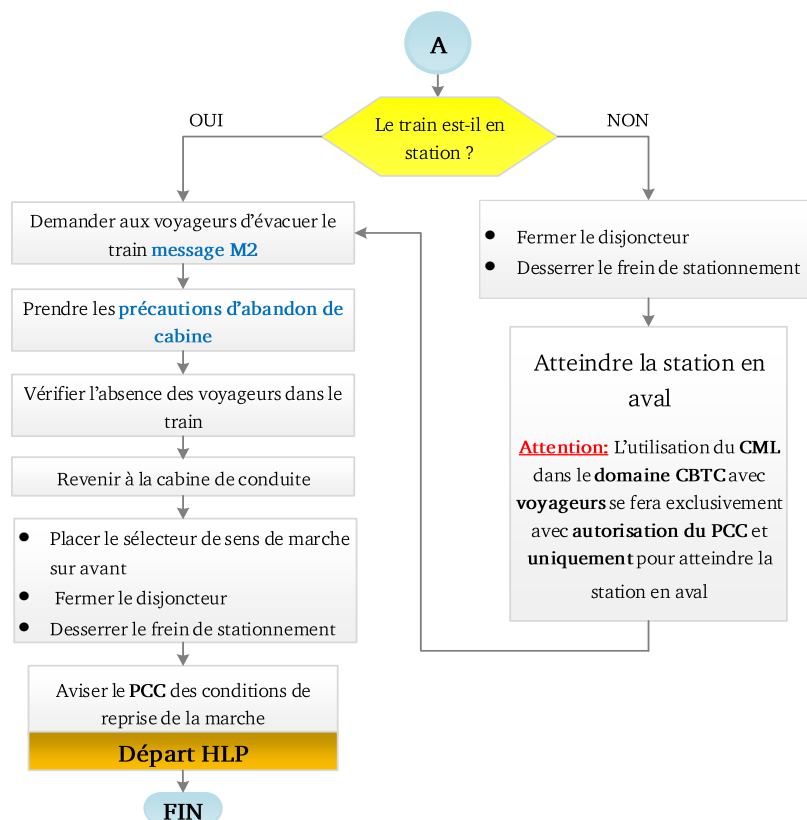 A
Le train est-il en
station ?
OUI
NON
Demander aux voyageurs d'évacuer le
train message M2
Prendre les précautions d'abandon de
cabine
Vérifier l'absence des voyageurs dans le
train
Revenir à la cabine de conduite
• Placer le sélecteur de sens de marche
sur avant
• Fermer le disjoncteur
• Desserrer le frein de stationnement
Aviser le PCC des conditions de
reprise de la marche
Départ HLP
FIN
• Fermer le disjoncteur
• Desserrer le frein de stationnement
Atteindre la station en
aval
Attention: L'utilisation du CML
dans le domaine CBTC avec
voyageurs se fera exclusivement
avec autorisation du PCC et
uniquement pour atteindre la
station en aval